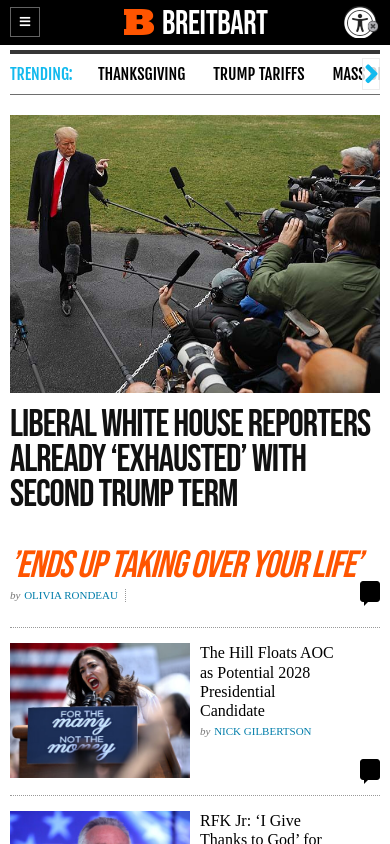 BREITBART
TRENDING:
THANKSGIVING
TRUMP TARIFFS
MASS
LIBERAL WHITE HOUSE REPORTERS
ALREADY ‘EXHAUSTED’ WITH
SECOND TRUMP TERM
’ENDS UP TAKING OVER YOUR LIFE’
by OLIVIA RONDEAU
FOR THE
many
NOT THE
money
The Hill Floats AOC
as Potential 2028
Presidential
Candidate
by NICK GILBERTSON
RFK Jr: ‘I Give
Thanks to God’ for